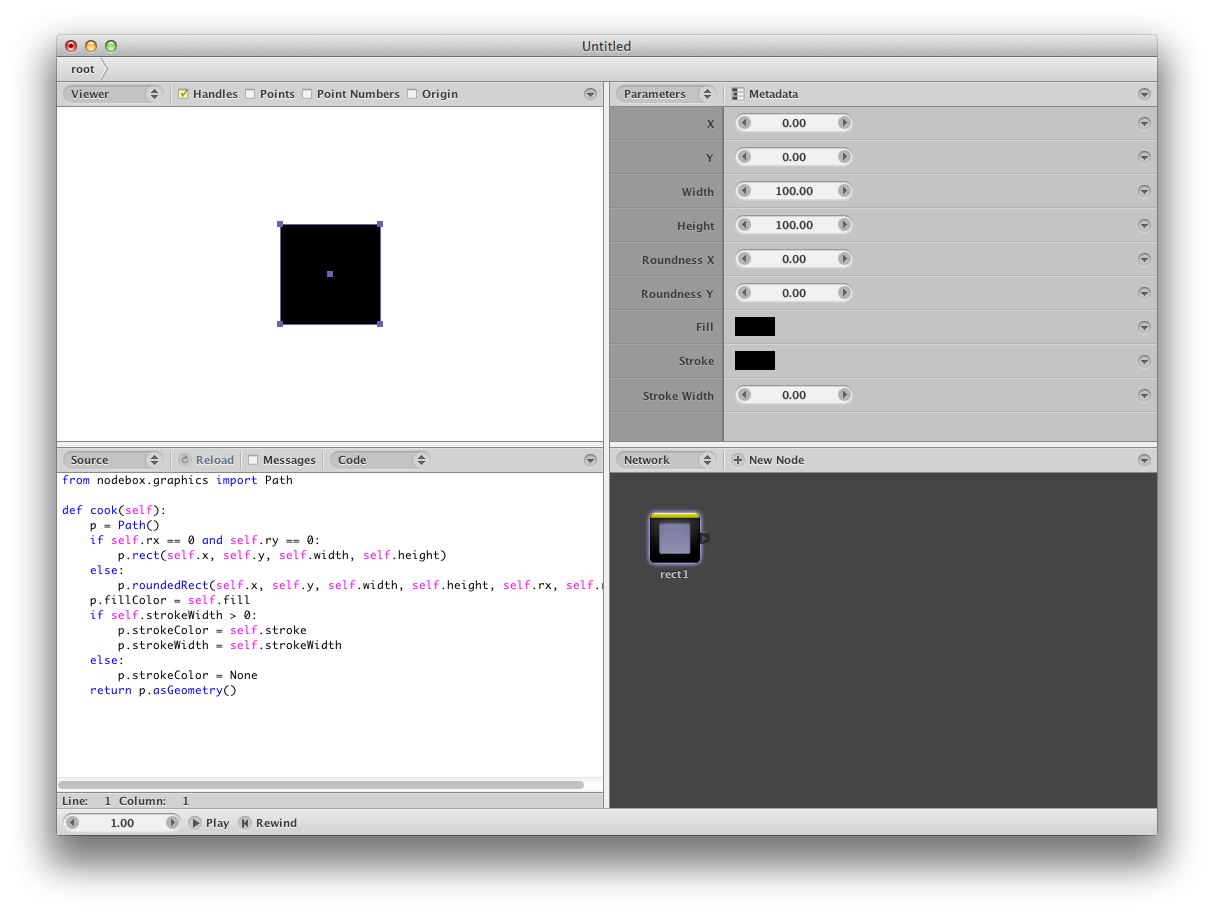 Untitled
root
Viewer Handles Points Point Numbers Origin
Parameters Metadata
X 0.00
Y 0.00
Width 100.00
Height 100.00
Roundness X 0.00
Roundness Y 0.00
Fill
Stroke
Stroke Width 0.00
Source Reload Messages Code
from nodebox.graphics import Path
def cook(self):
    p = Path()
    if self.rx == 0 and self.ry == 0:
        p.rect(self.x, self.y, self.width, self.height)
    else:
        p.roundedRect(self.x, self.y, self.width, self.height, self.rx, self.
    p.fillColor = self.fill
    if self.strokeWidth > 0:
        p.strokeColor = self.stroke
        p.strokeWidth = self.strokeWidth
    else:
        p.strokeColor = None
    return p.asGeometry()
Line: 1 Column: 1
Network New Node
rect1
1.00 Play Rewind